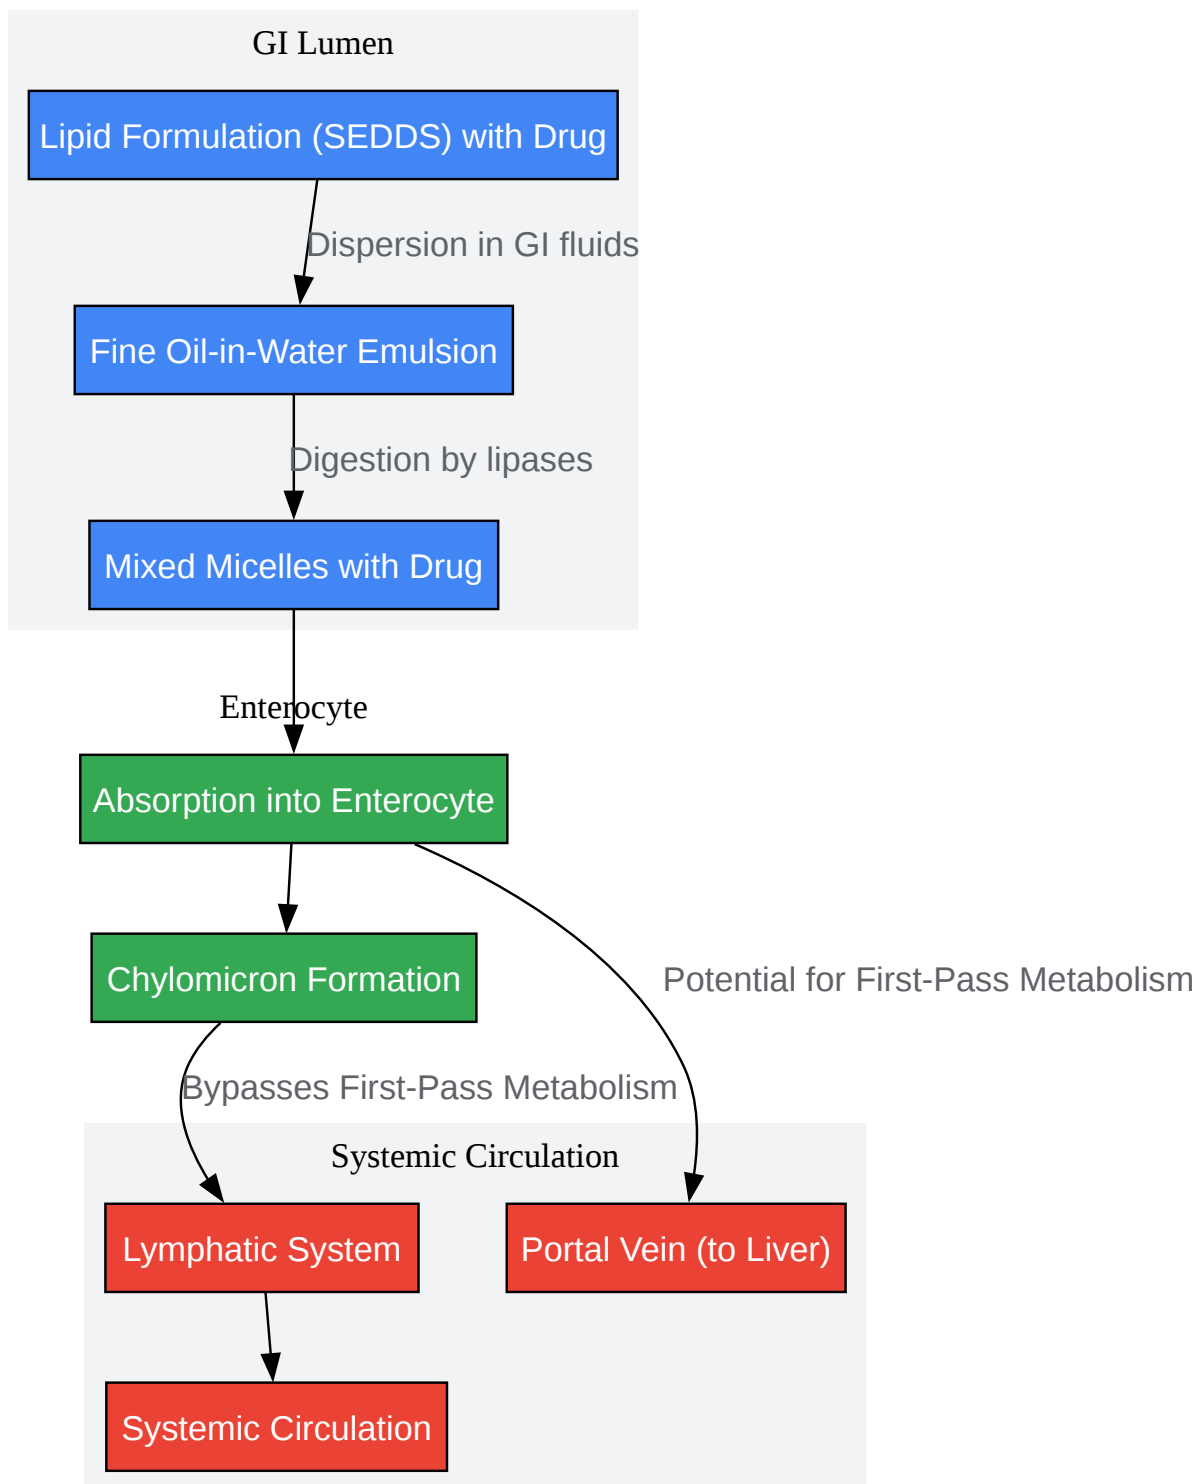 GI Lumen
Lipid Formulation (SEDDS) with Drug
Dispersion in GI fluids
Fine Oil-in-Water Emulsion
Digestion by lipases
Mixed Micelles with Drug
Enterocyte
Absorption into Enterocyte
Chylomicron Formation
Potential for First-Pass Metabolism
Bypasses First-Pass Metabolism
Systemic Circulation
Lymphatic System
Portal Vein (to Liver)
Systemic Circulation